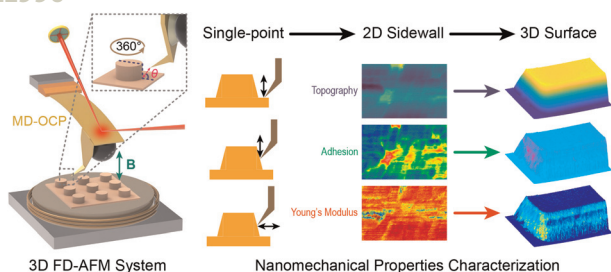 360°
θ
MD-OCP
B
3D FD-AFM System
Single-point
2D Sidewall
3D Surface
Topography
Adhesion
Young's Modulus
Nanomechanical Properties Characterization